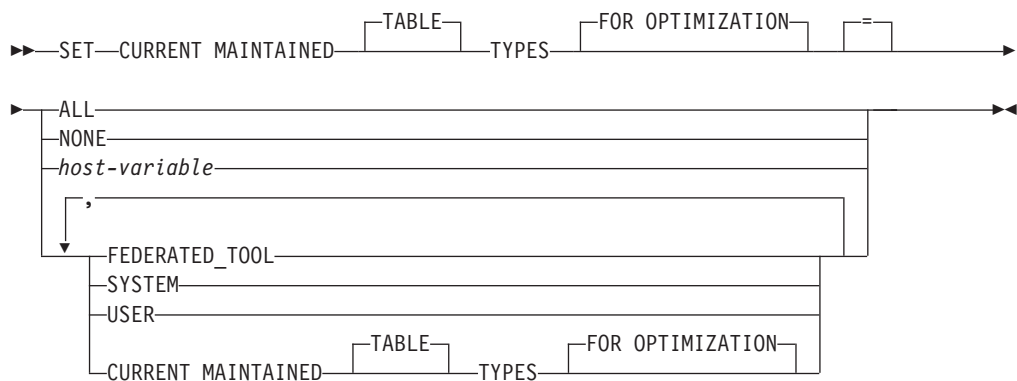 TABLE FOR OPTIMIZATION =
SET CURRENT MAINTAINED TYPES
ALL
NONE
host-variable
,
FEDERATED_TOOL
SYSTEM
USER
TABLE FOR OPTIMIZATION
CURRENT MAINTAINED TYPES